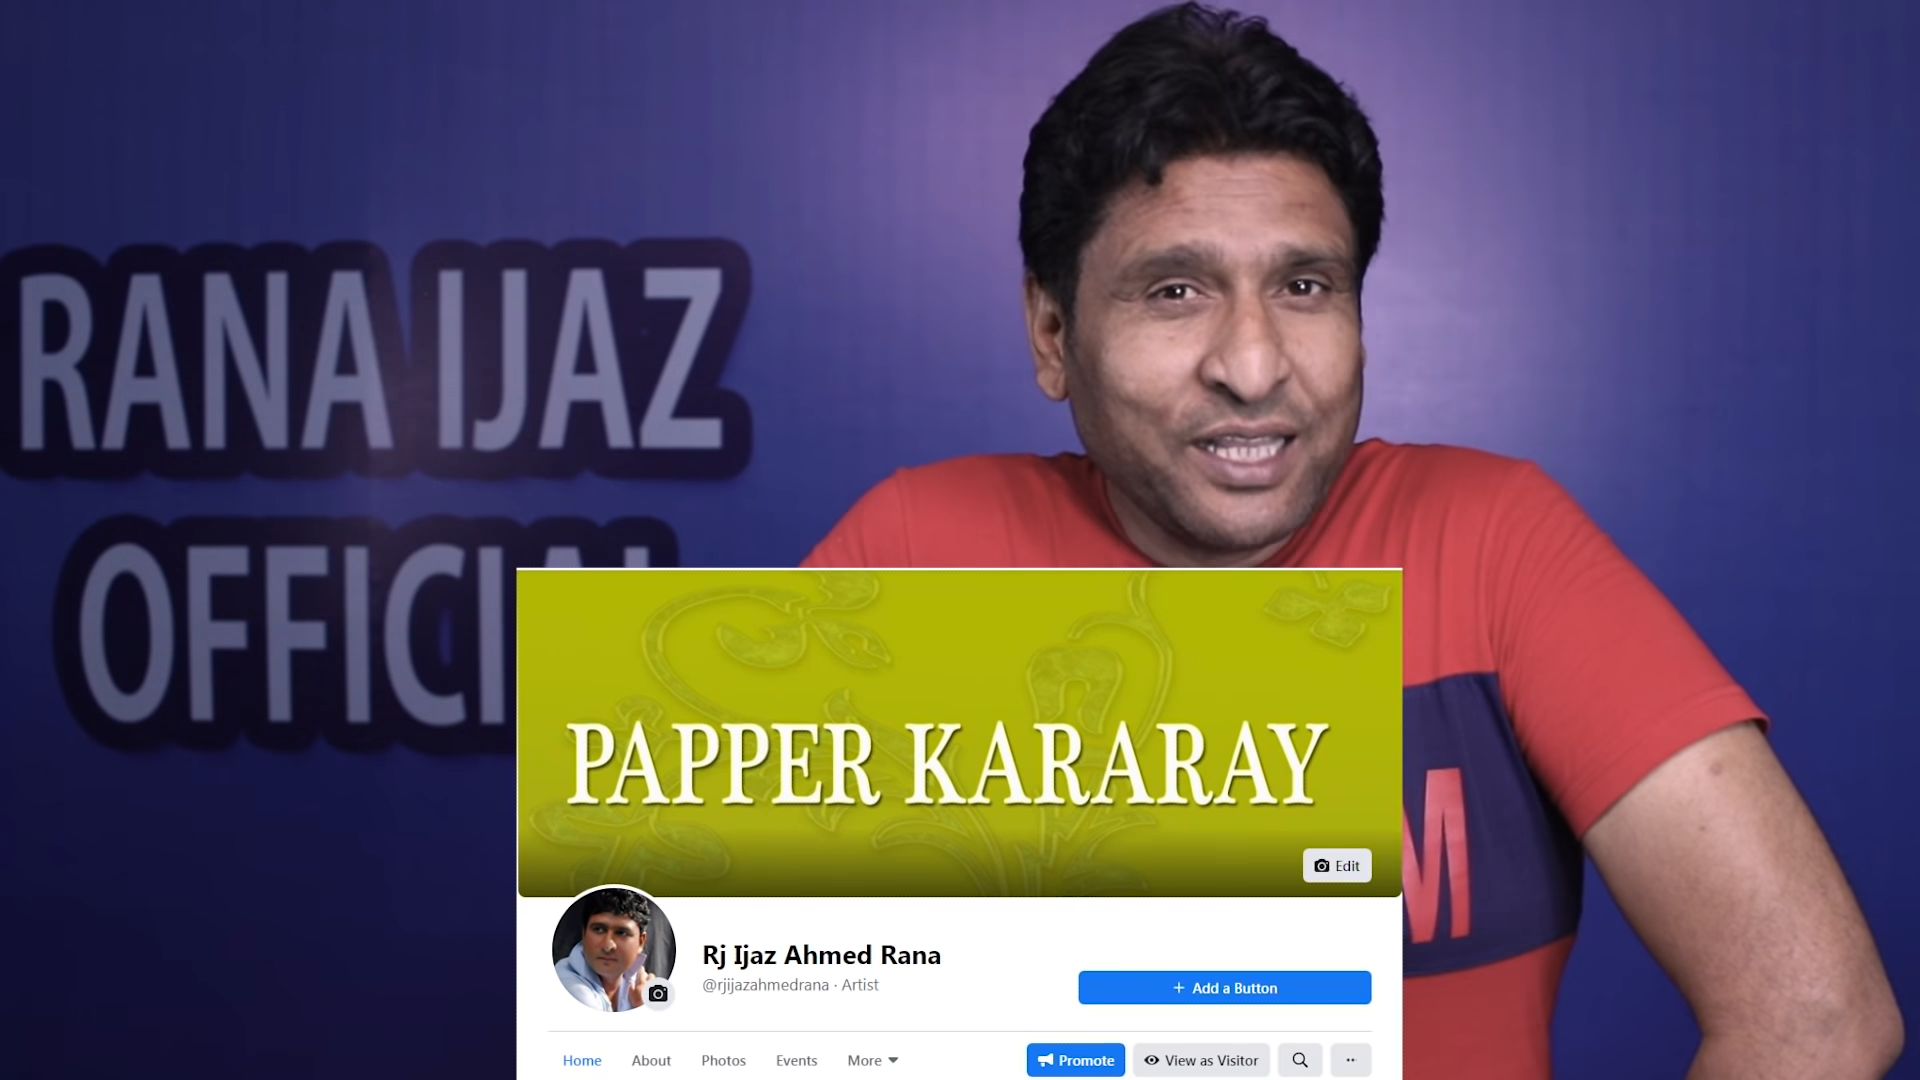 RANA IJAZ
OFFICIAL
M
PAPPER KARARAY
Edit
Rj Ijaz Ahmed Rana
@rjijazahmedrana · Artist
+ Add a Button
Home
About
Photos
Events
More
Promote
View as Visitor